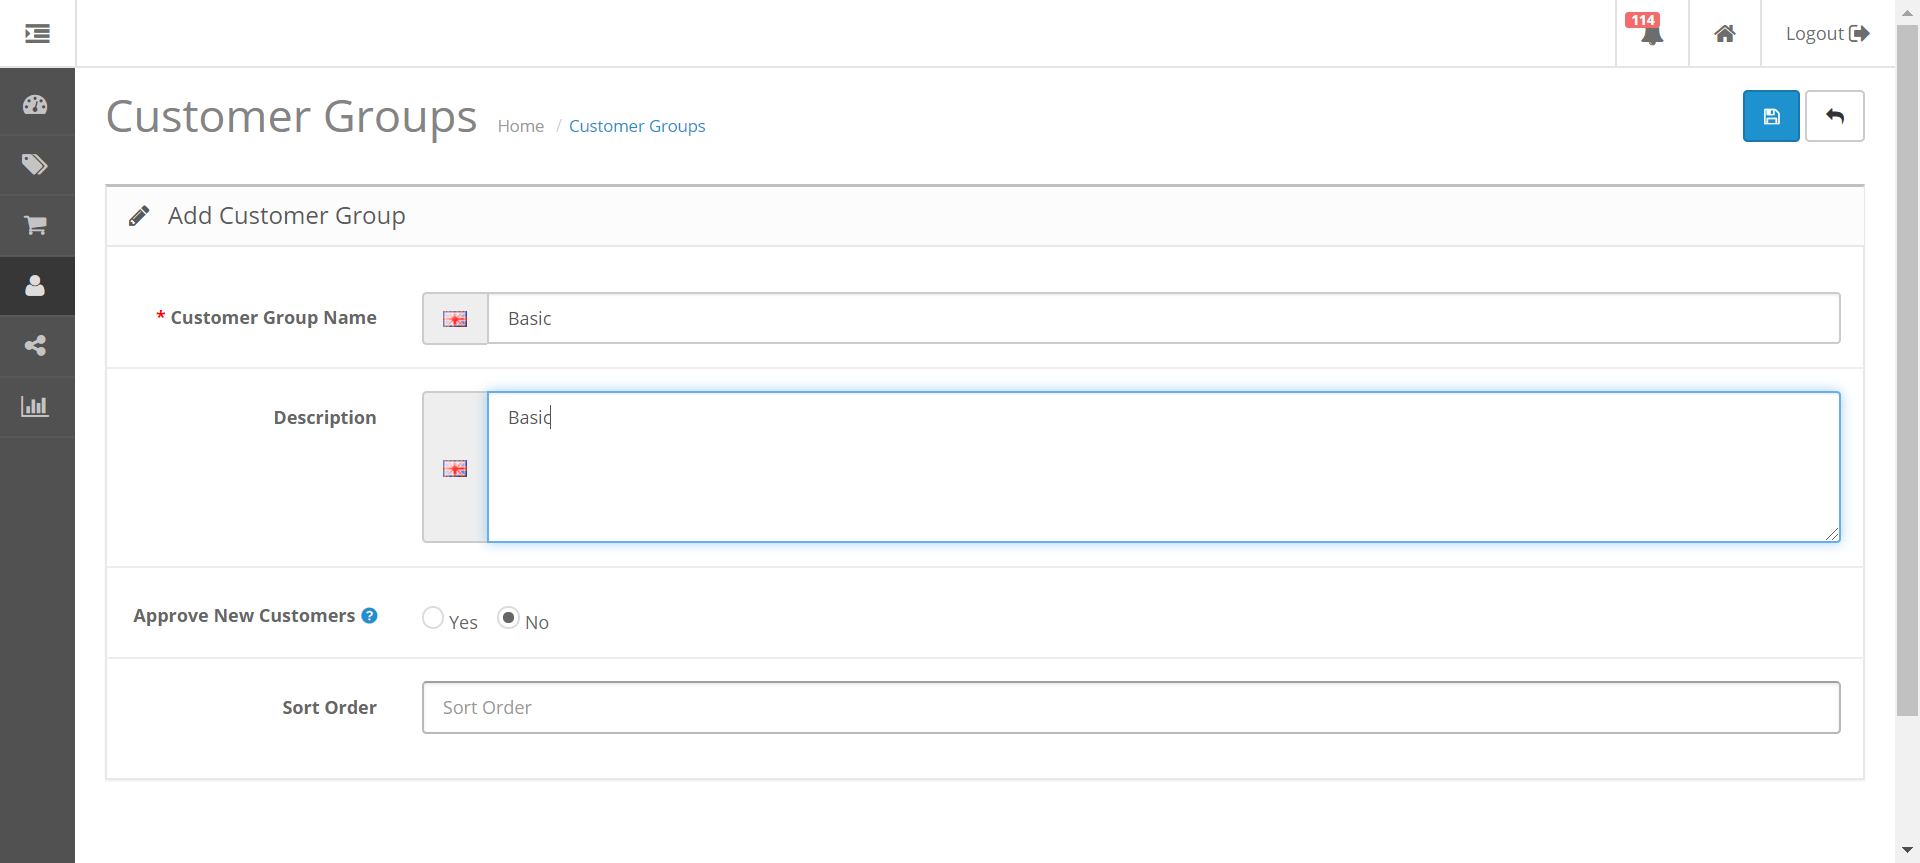 114
Logout
Customer Groups
Home / Customer Groups
Add Customer Group
* Customer Group Name
Basic
Description
Basic
Approve New Customers ?
Yes
No
Sort Order
Sort Order